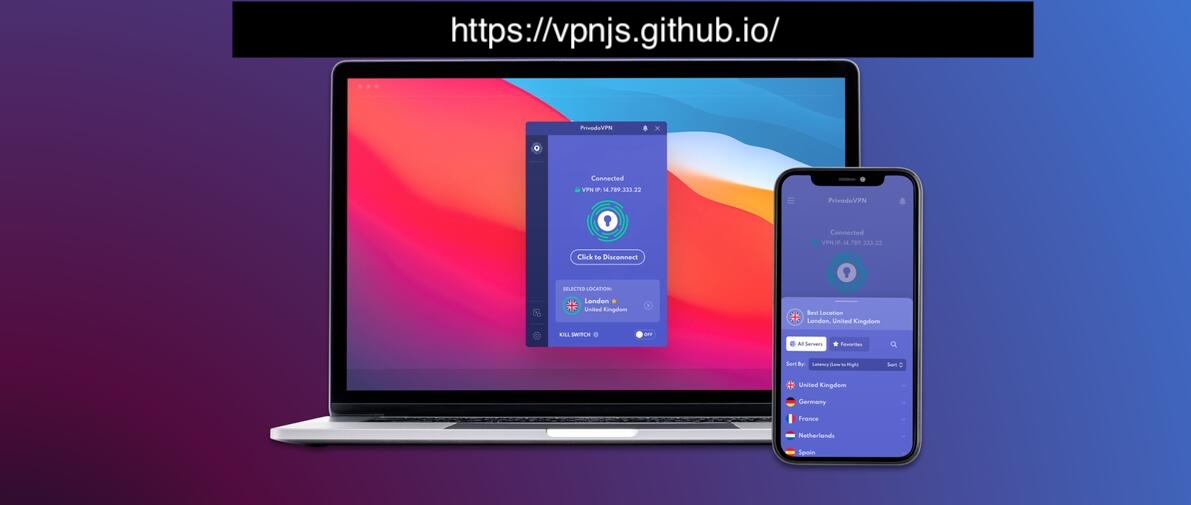 https://vpnjs.github.io/
PrivadoVPN
Connected
VPN IP: 14.789.333.22
Click to Disconnect
SELECTED LOCATION:
London
United Kingdom
KILL SWITCH
OFF
PrivadoVPN
Connected
VPN IP: 14.789.333.22
Best Location
London, United Kingdom
All Servers
Favorites
Sort By:
Latency (Low to High)
Sort
United Kingdom
Germany
France
Netherlands
Spain